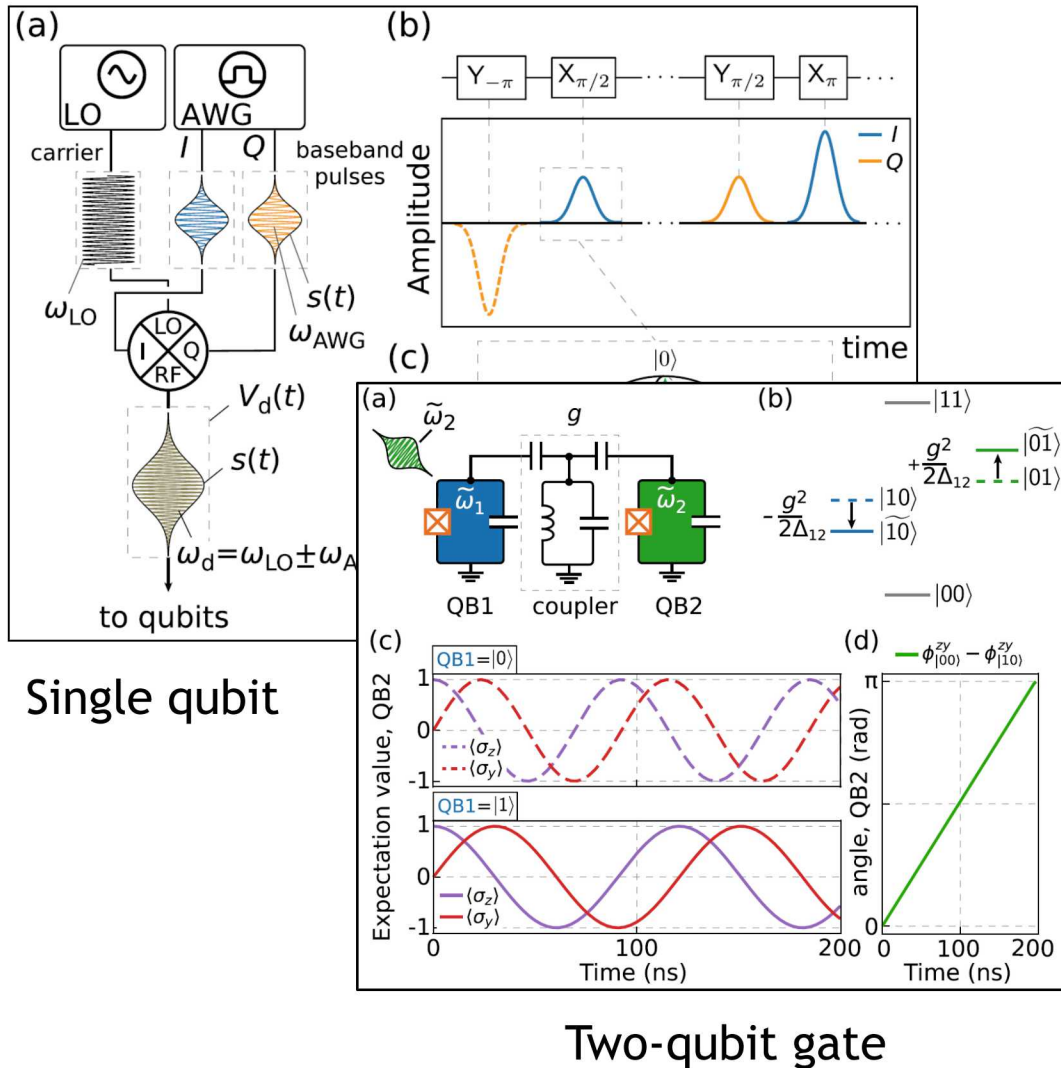 (a)
LO
AWG
carrier
I
Q
baseband
pulses
ω_LO
s(t)
ω_AWG
LO
I
Q
RF
V_d(t)
s(t)
ω_d=ω_LO±ω_A
to qubits
Single qubit
(b)
Y_{-π}
X_{π/2}
...
Y_{π/2}
X_π
...
Amplitude
I
Q
time
(c)
|0⟩
(a)
ω̃_2
g
ω̃_1
ω̃_2
QB1
coupler
QB2
(b)
|11⟩
+g²/2Δ_12
|01⟩~
|01⟩
-g²/2Δ_12
|10⟩
|10⟩~
|00⟩
(c)
QB1=|0⟩
Expectation value, QB2
1
0
-1
⟨σ_z⟩
⟨σ_y⟩
QB1=|1⟩
1
0
-1
⟨σ_z⟩
⟨σ_y⟩
0
100
200
Time (ns)
(d)
ϕ^{zy}_{|00⟩} − ϕ^{zy}_{|10⟩}
π
0
angle, QB2 (rad)
0
100
200
Time (ns)
Two-qubit gate